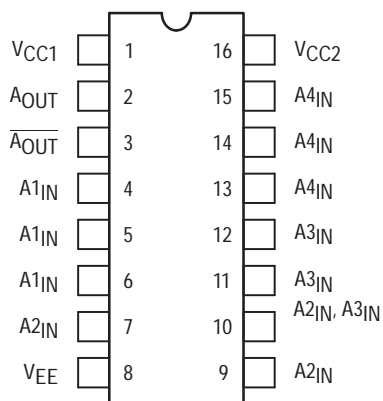 VCC1 1 16 VCC2
AOUT 2 15 A4IN
AOUT 3 14 A4IN
A1IN 4 13 A4IN
A1IN 5 12 A3IN
A1IN 6 11 A3IN
A2IN 7 10 A2IN, A3IN
VEE 8 9 A2IN